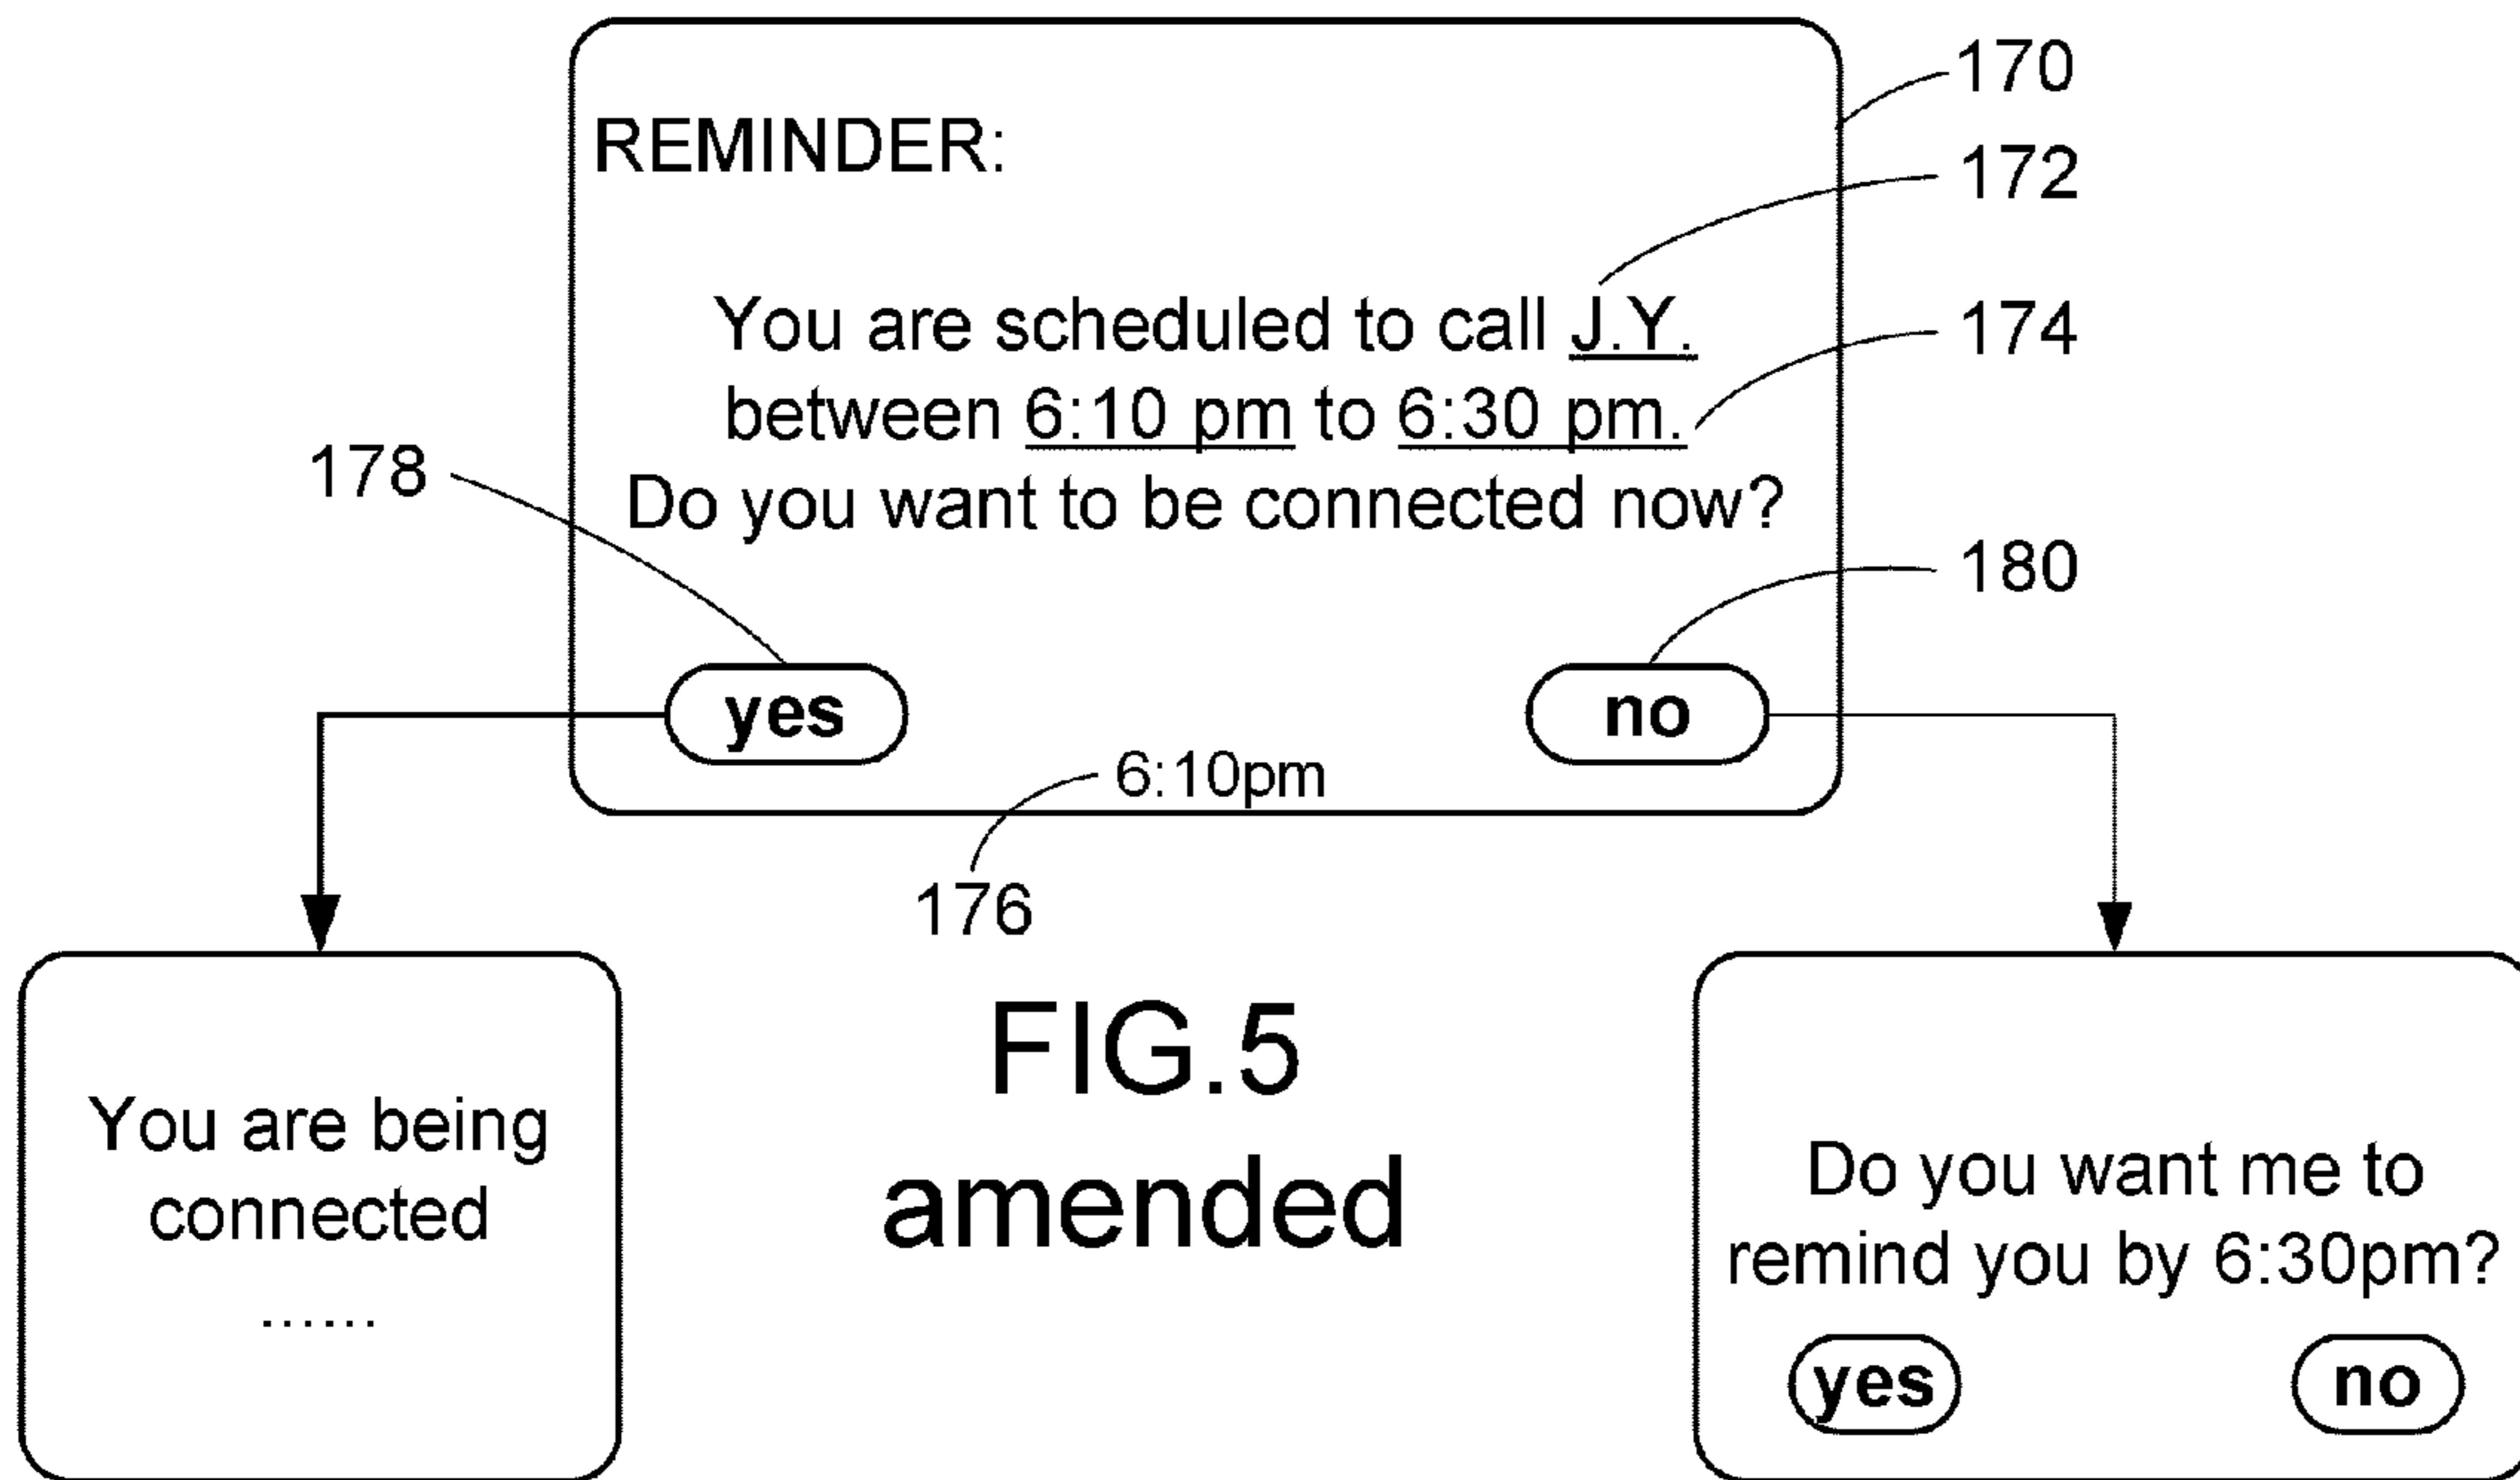 170
REMINDER:
172
You are scheduled to call J.Y.
174
between 6:10 pm to 6:30 pm.
178
Do you want to be connected now?
180
yes
no
6:10pm
176
You are being
connected
......
FIG.5
amended
Do you want me to
remind you by 6:30pm?
yes
no